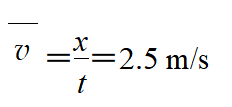 v̅ = x/t = 2.5 m/s